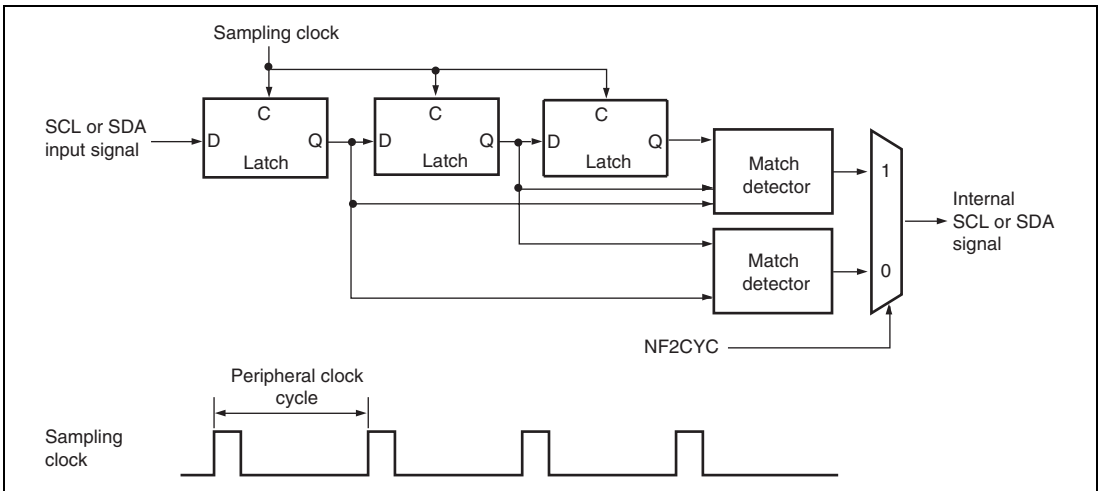 Sampling clock
SCL or SDA
input signal
D
C
Q
Latch
D
C
Q
Latch
D
C
Q
Latch
Match
detector
Match
detector
1
0
Internal
SCL or SDA
signal
NF2CYC
Peripheral clock
cycle
Sampling
clock